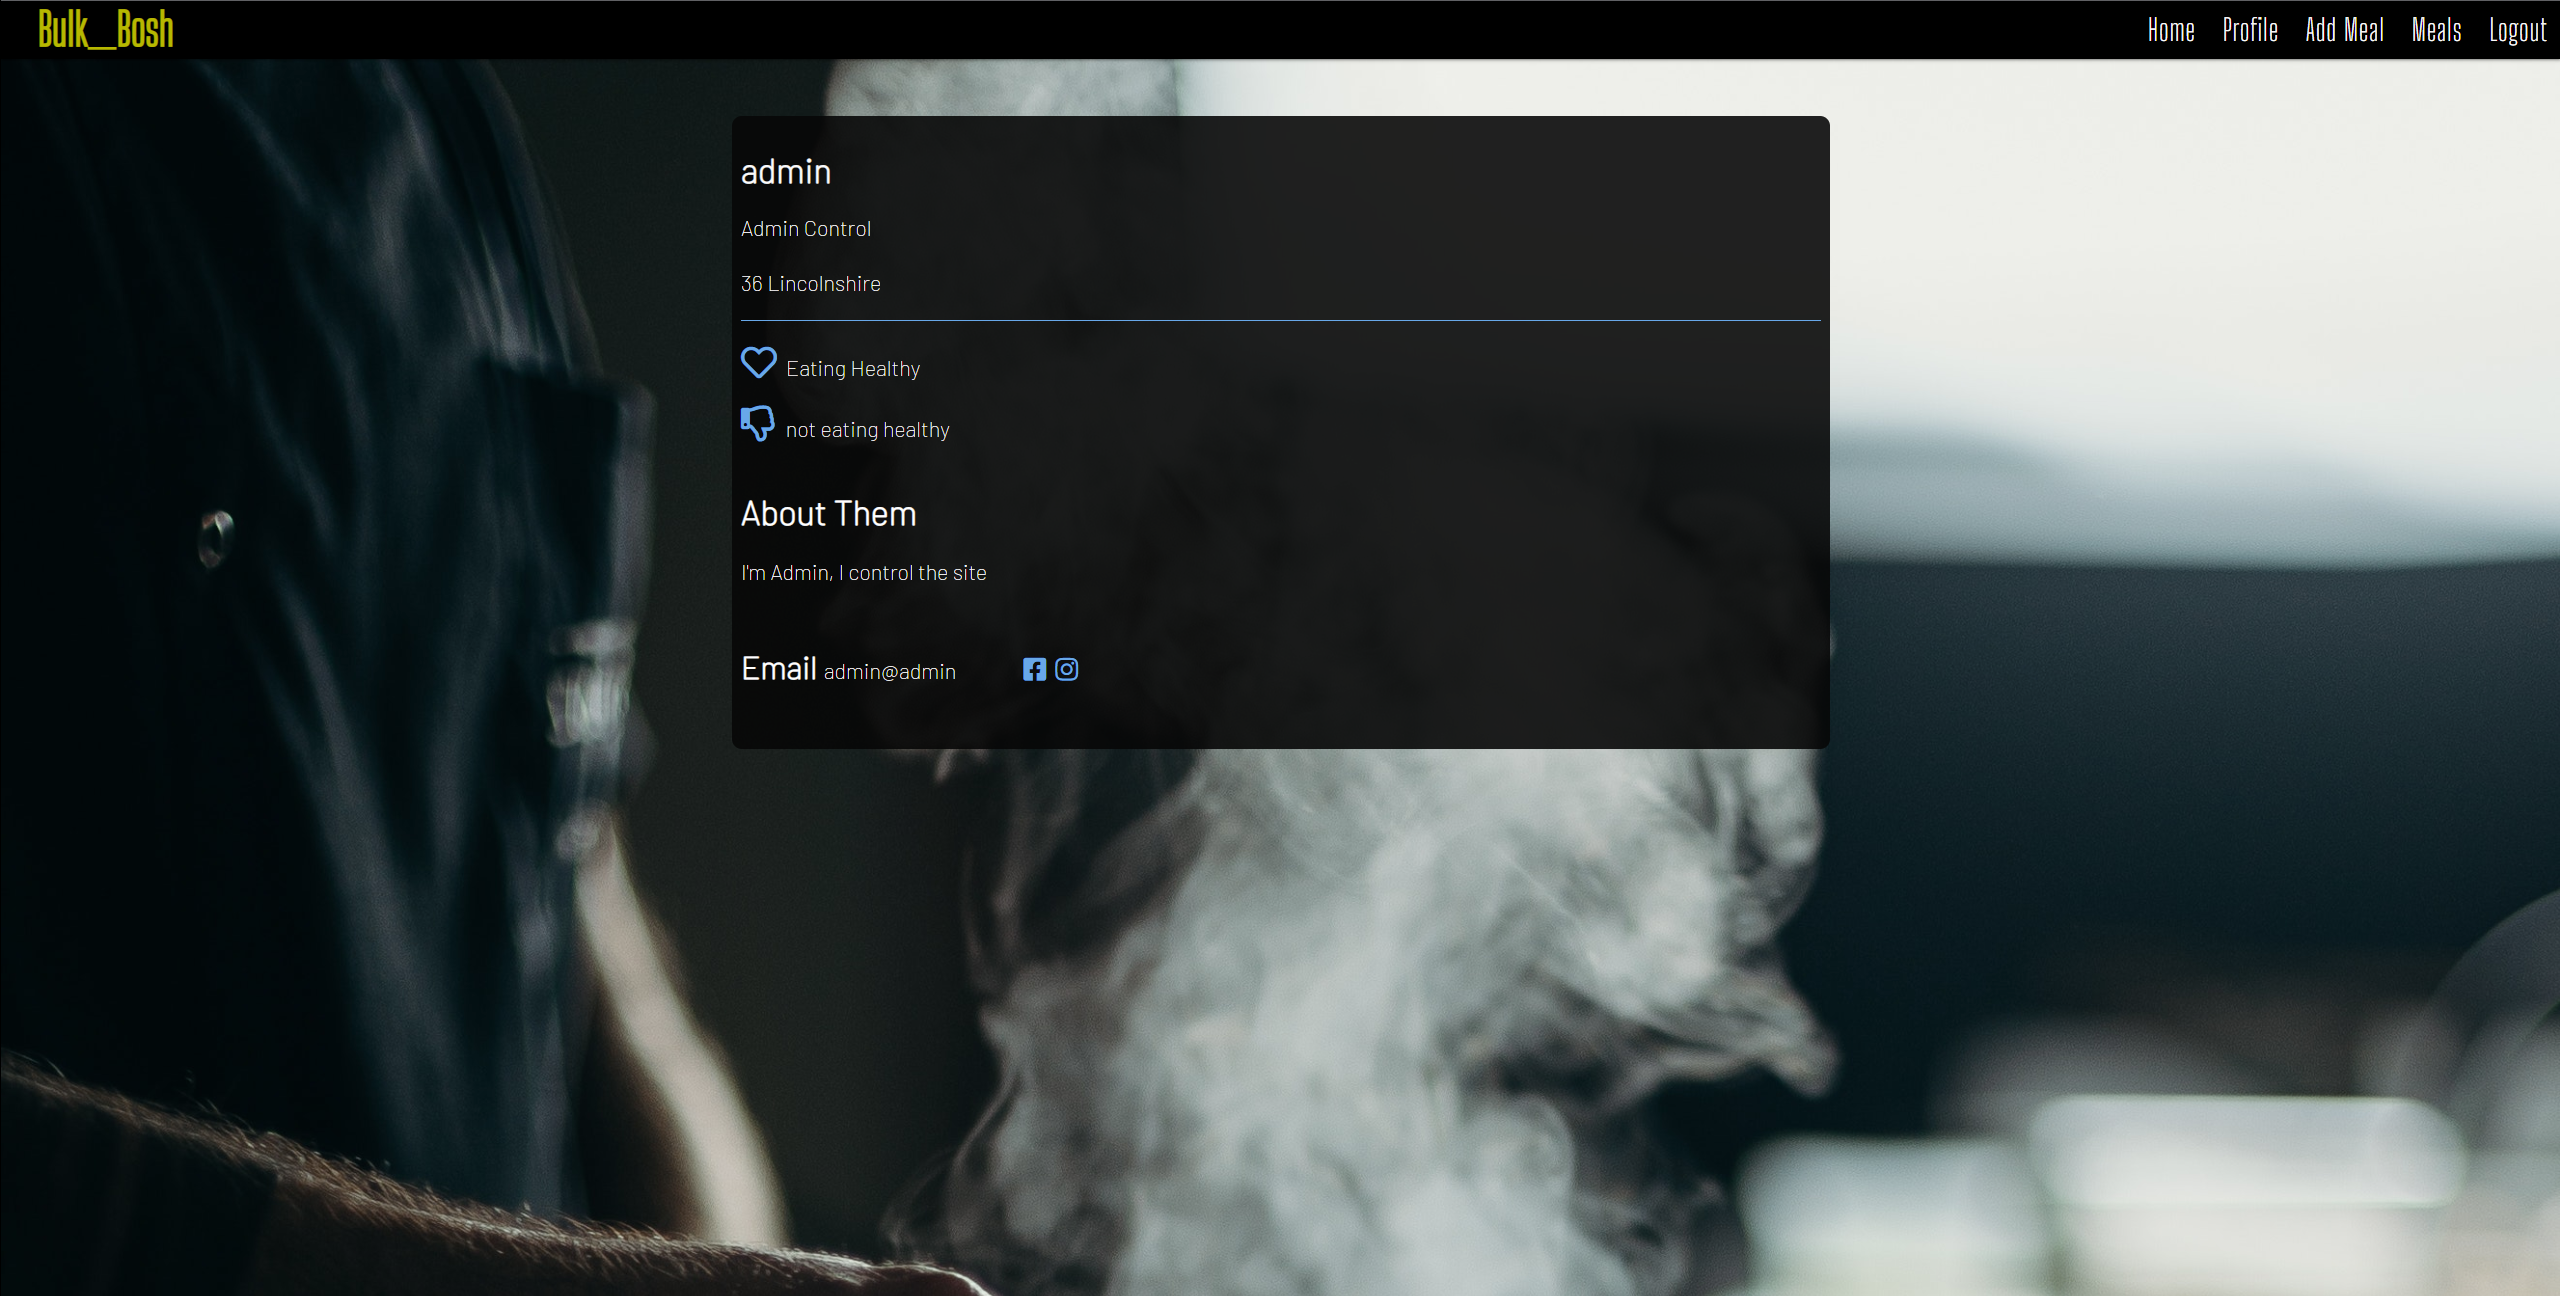 Bulk__Bosh
Home Profile Add Meal Meals Logout
admin
Admin Control
36 Lincolnshire
Eating Healthy
not eating healthy
About Them
I'm Admin, I control the site
Email admin@admin